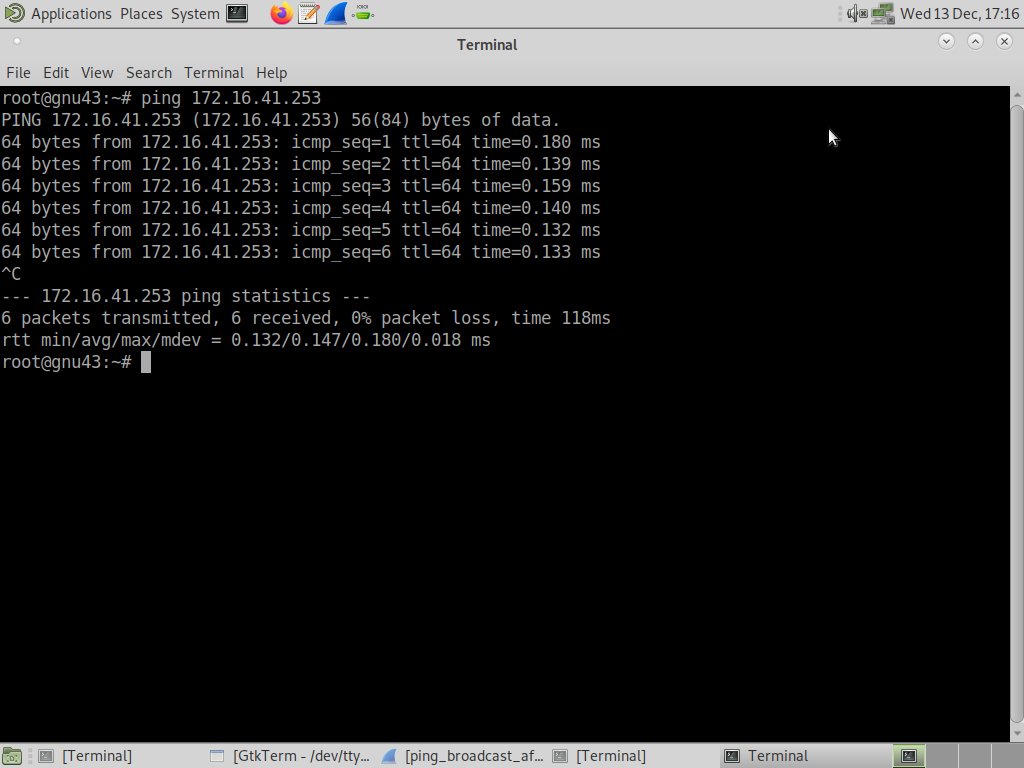 Applications Places System Wed 13 Dec, 17:16
Terminal
File Edit View Search Terminal Help
root@gnu43:~# ping 172.16.41.253
PING 172.16.41.253 (172.16.41.253) 56(84) bytes of data.
64 bytes from 172.16.41.253: icmp_seq=1 ttl=64 time=0.180 ms
64 bytes from 172.16.41.253: icmp_seq=2 ttl=64 time=0.139 ms
64 bytes from 172.16.41.253: icmp_seq=3 ttl=64 time=0.159 ms
64 bytes from 172.16.41.253: icmp_seq=4 ttl=64 time=0.140 ms
64 bytes from 172.16.41.253: icmp_seq=5 ttl=64 time=0.132 ms
64 bytes from 172.16.41.253: icmp_seq=6 ttl=64 time=0.133 ms
^C
--- 172.16.41.253 ping statistics ---
6 packets transmitted, 6 received, 0% packet loss, time 118ms
rtt min/avg/max/mdev = 0.132/0.147/0.180/0.018 ms
root@gnu43:~#
[Terminal] [GtkTerm - /dev/tty... [ping_broadcast_af... [Terminal] Terminal